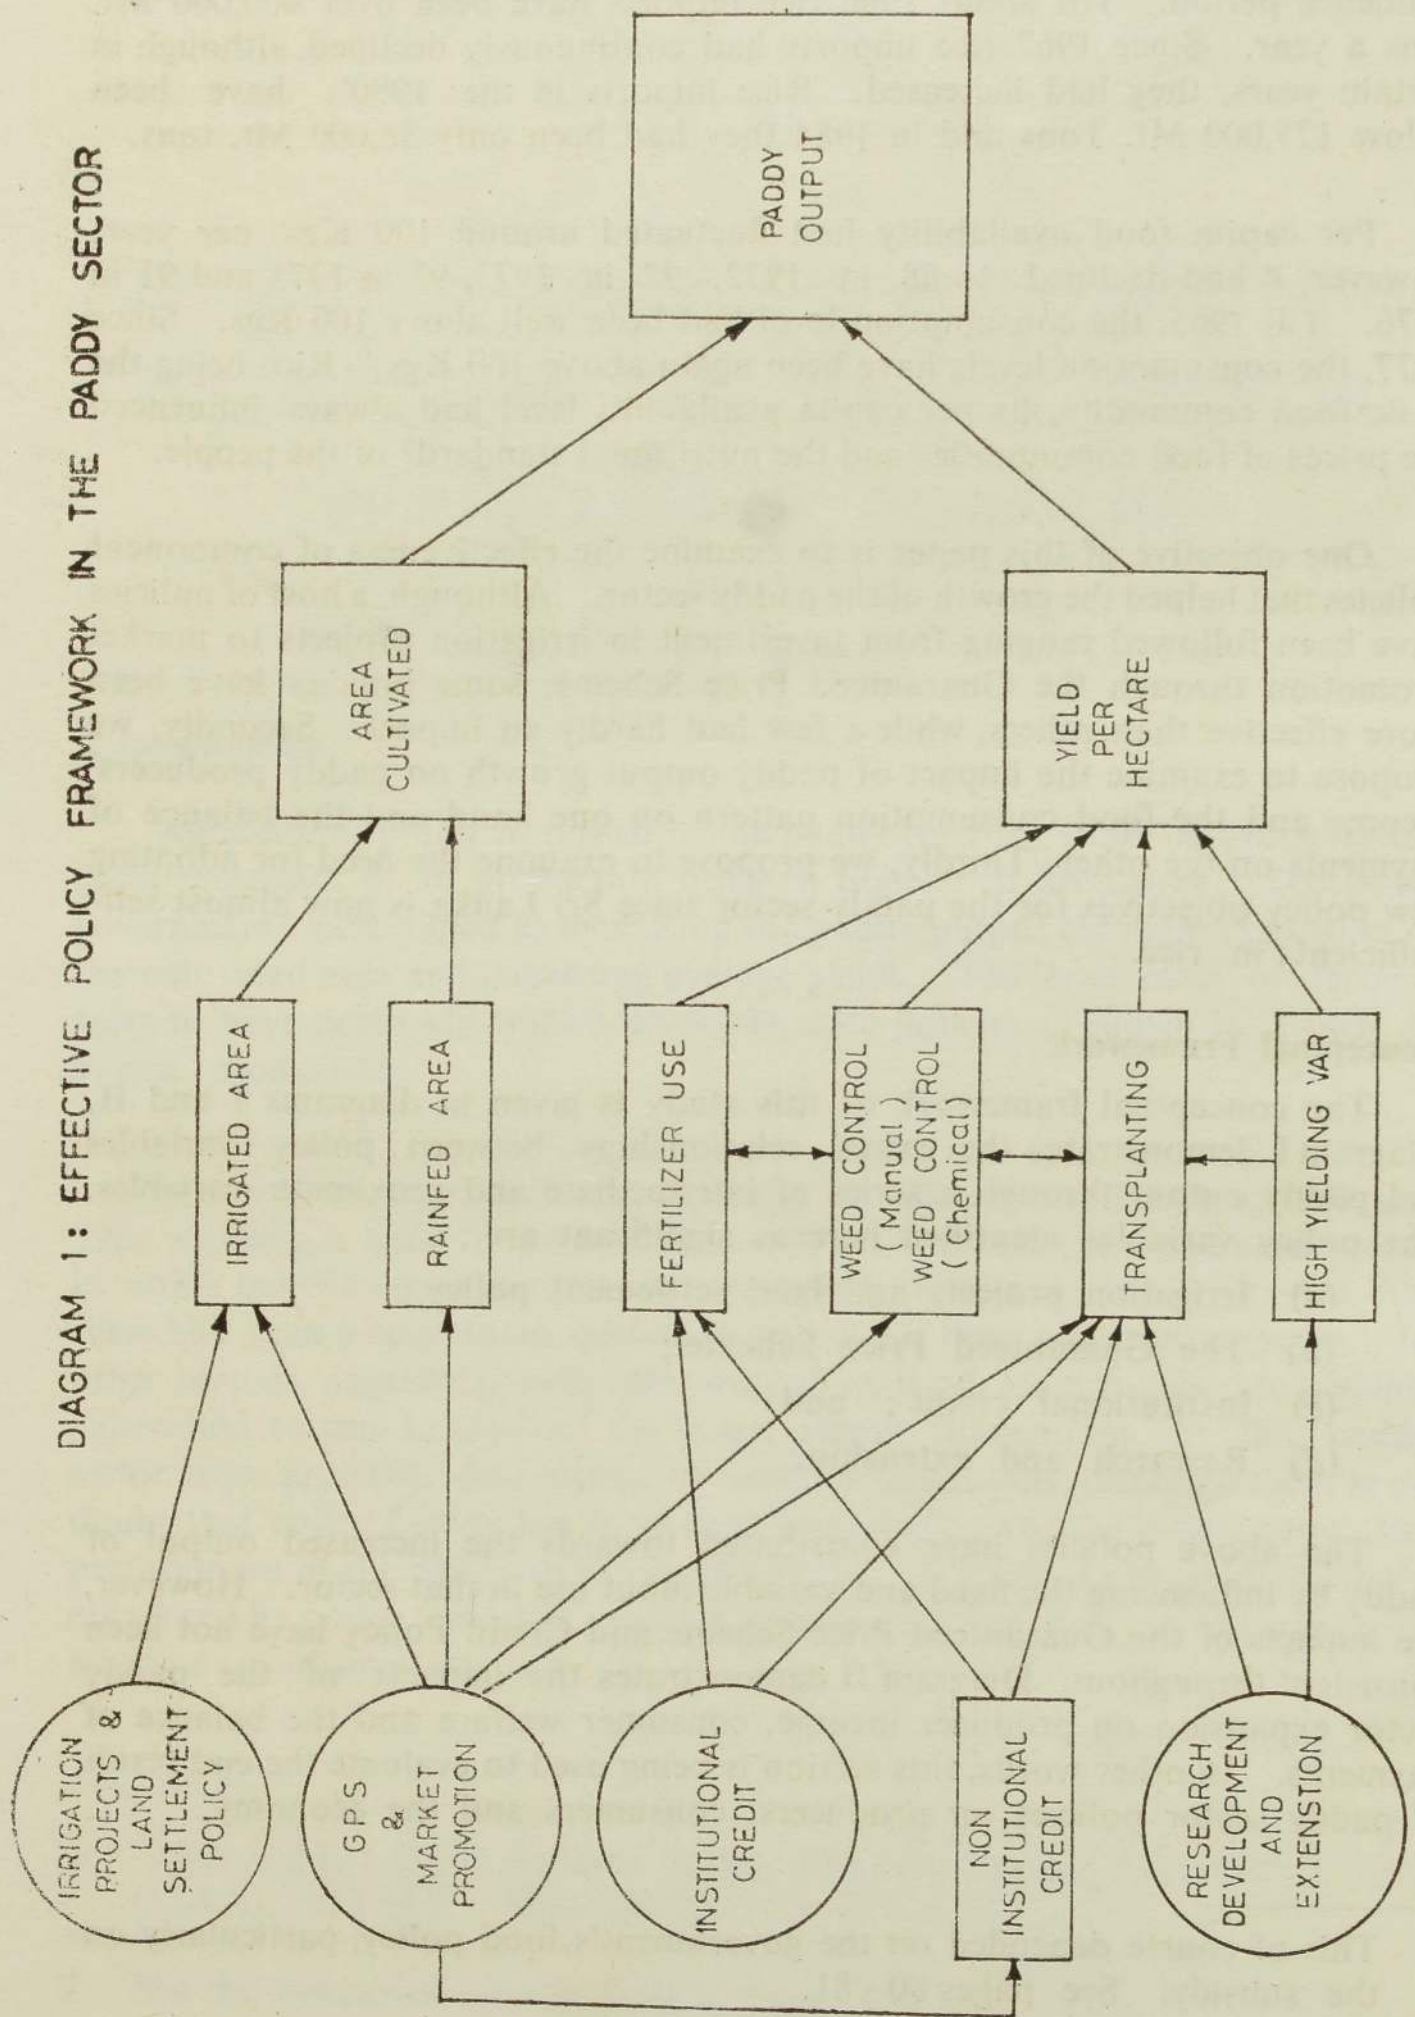 DIAGRAM 1: EFFECTIVE POLICY FRAMEWORK IN THE PADDY SECTOR
IRRIGATION
PROJECTS &
LAND
SETTLEMENT
POLICY
GPS
&
MARKET
PROMOTION
INSTITUTIONAL
CREDIT
NON
INSTITUTIONAL
CREDIT
RESEARCH
DEVELOPMENT
AND
EXTENSTION
IRRIGATED AREA
RAINFED AREA
FERTILIZER USE
WEED CONTROL
(Manual)
WEED CONTROL
(Chemical)
TRANSPLANTING
HIGH YIELDING VAR
AREA
CULTIVATED
YIELD
PER
HECTARE
PADDY
OUTPUT